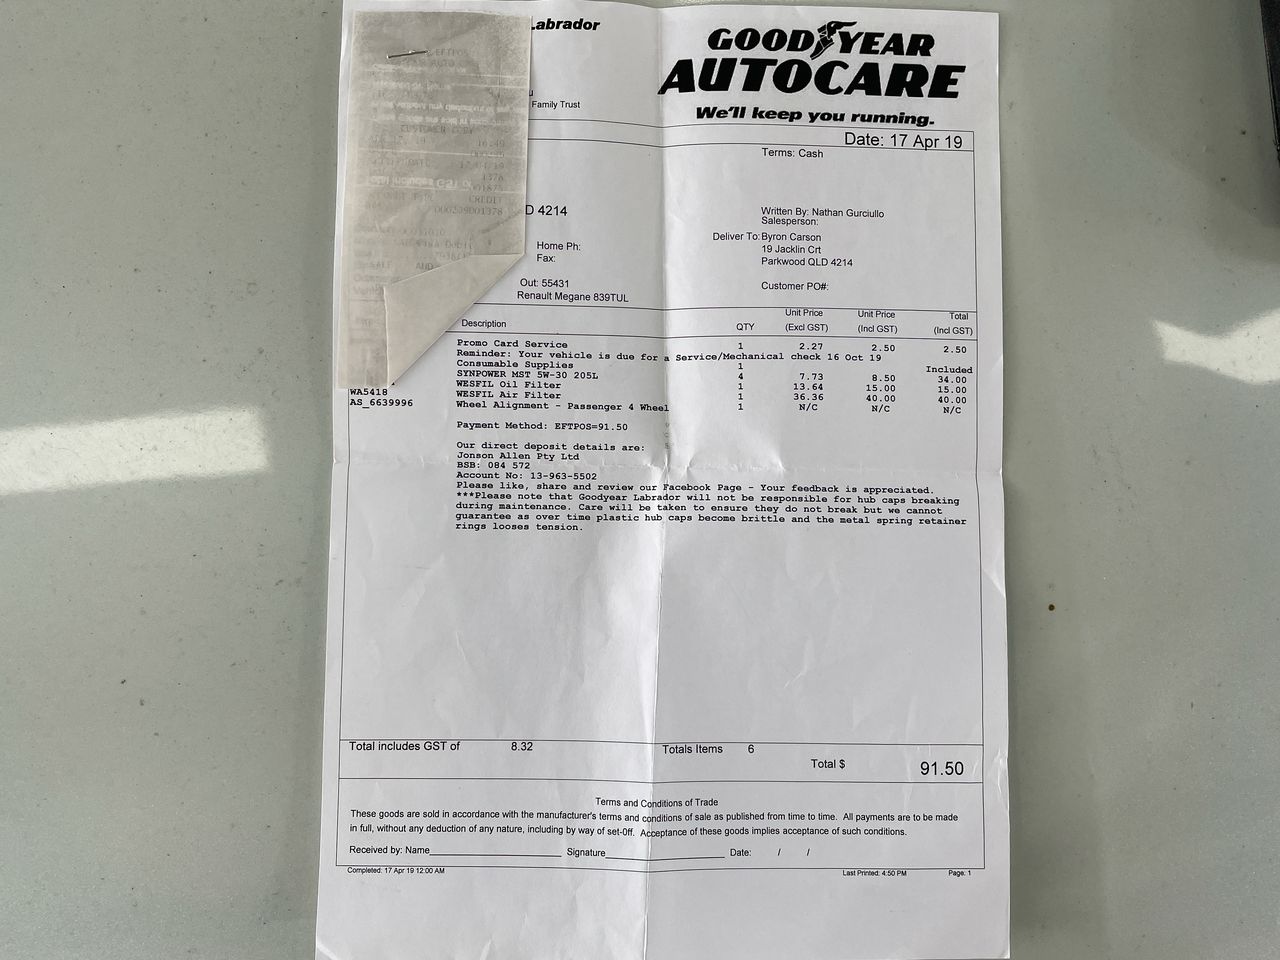 Labrador
GOOD YEAR
AUTOCARE
We'll keep you running.
Family Trust
Date: 17 Apr 19
Terms: Cash
CUSTOMER COPY
16:49
CREDIT
D 4214
Written By: Nathan Gurciullo
Salesperson:
Deliver To: Byron Carson
Home Ph:
19 Jacklin Crt
Fax:
Parkwood QLD 4214
Out: 55431
Customer PO#:
Renault Megane 839TUL
Description QTY Unit Price (Excl GST) Unit Price (Incl GST) Total (Incl GST)
Promo Card Service 1 2.27 2.50 2.50
Reminder: Your vehicle is due for a Service/Mechanical check 16 Oct 19
Consumable Supplies 1 Included
SYNPOWER MST 5W-30 205L 4 7.73 8.50 34.00
WESFIL Oil Filter 1 13.64 15.00 15.00
WA5418 WESFIL Air Filter 1 36.36 40.00 40.00
AS_6639996 Wheel Alignment - Passenger 4 Wheel 1 N/C N/C N/C
Payment Method: EFTPOS=91.50
Our direct deposit details are:
Jonson Allen Pty Ltd
BSB: 084 572
Account No: 13-963-5502
Please like, share and review our Facebook Page - Your feedback is appreciated.
***Please note that Goodyear Labrador will not be responsible for hub caps breaking
during maintenance. Care will be taken to ensure they do not break but we cannot
guarantee as over time plastic hub caps become brittle and the metal spring retainer
rings looses tension.
Total includes GST of 8.32 Totals Items 6
Total $ 91.50
Terms and Conditions of Trade
These goods are sold in accordance with the manufacturer's terms and conditions of sale as published from time to time. All payments are to be made
in full, without any deduction of any nature, including by way of set-Off. Acceptance of these goods implies acceptance of such conditions.
Received by: Name Signature Date: / /
Completed: 17 Apr 19 12:00 AM Last Printed: 4:50 PM Page: 1